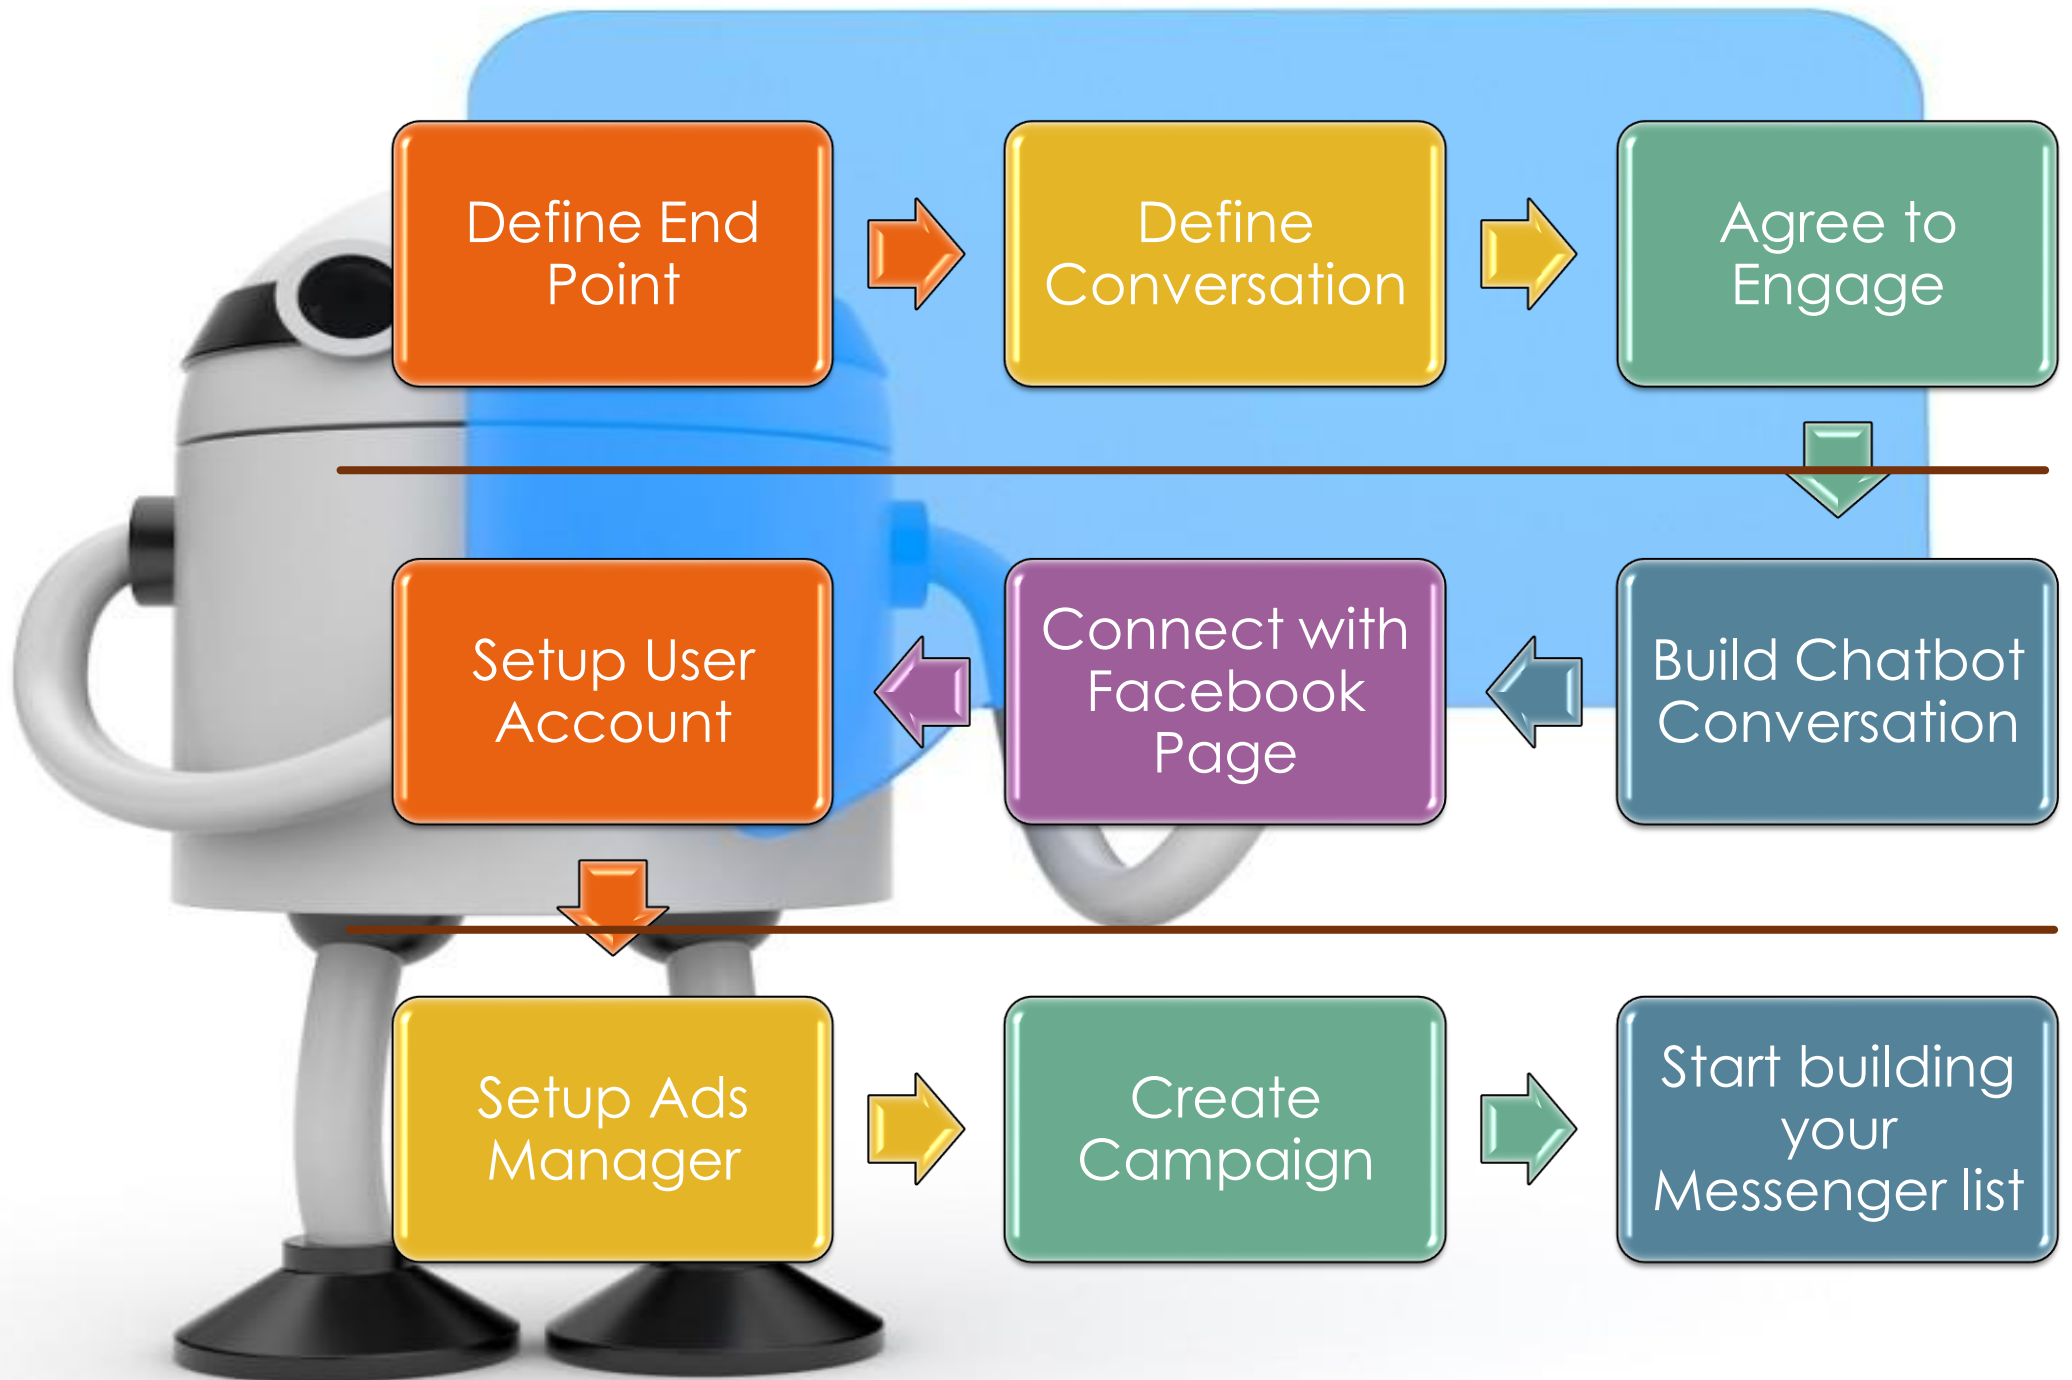 Define End
Point
Define
Conversation
Agree to
Engage
Build Chatbot
Conversation
Connect with
Facebook
Page
Setup User
Account
Setup Ads
Manager
Create
Campaign
Start building
your
Messenger list